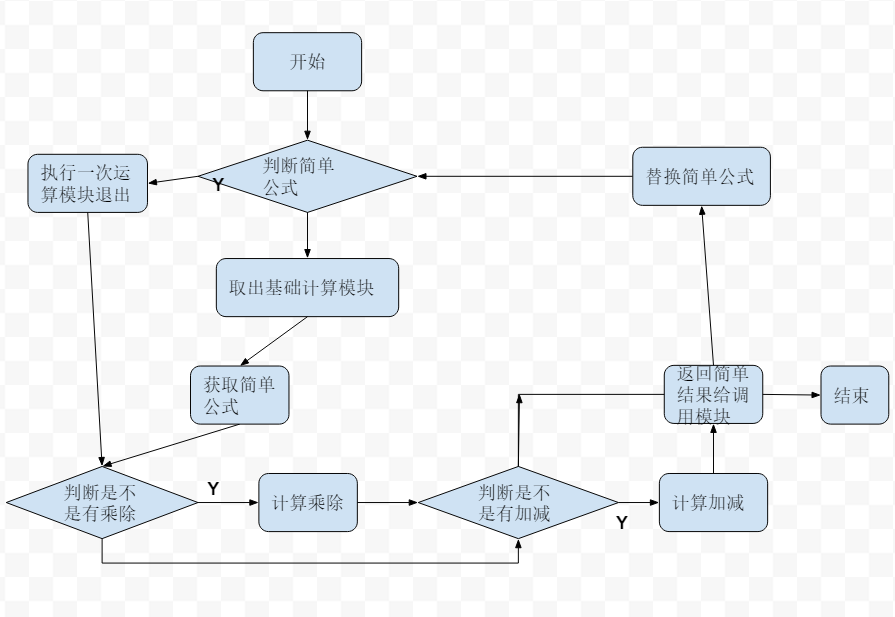 开始
判断简单
公式
Y
执行一次运
算模块退出
替换简单公式
取出基础计算模块
获取简单
公式
返回简单
结果给调
用模块
结束
判断是不
是有乘除
Y
计算乘除
判断是不
是有加减
Y
计算加减